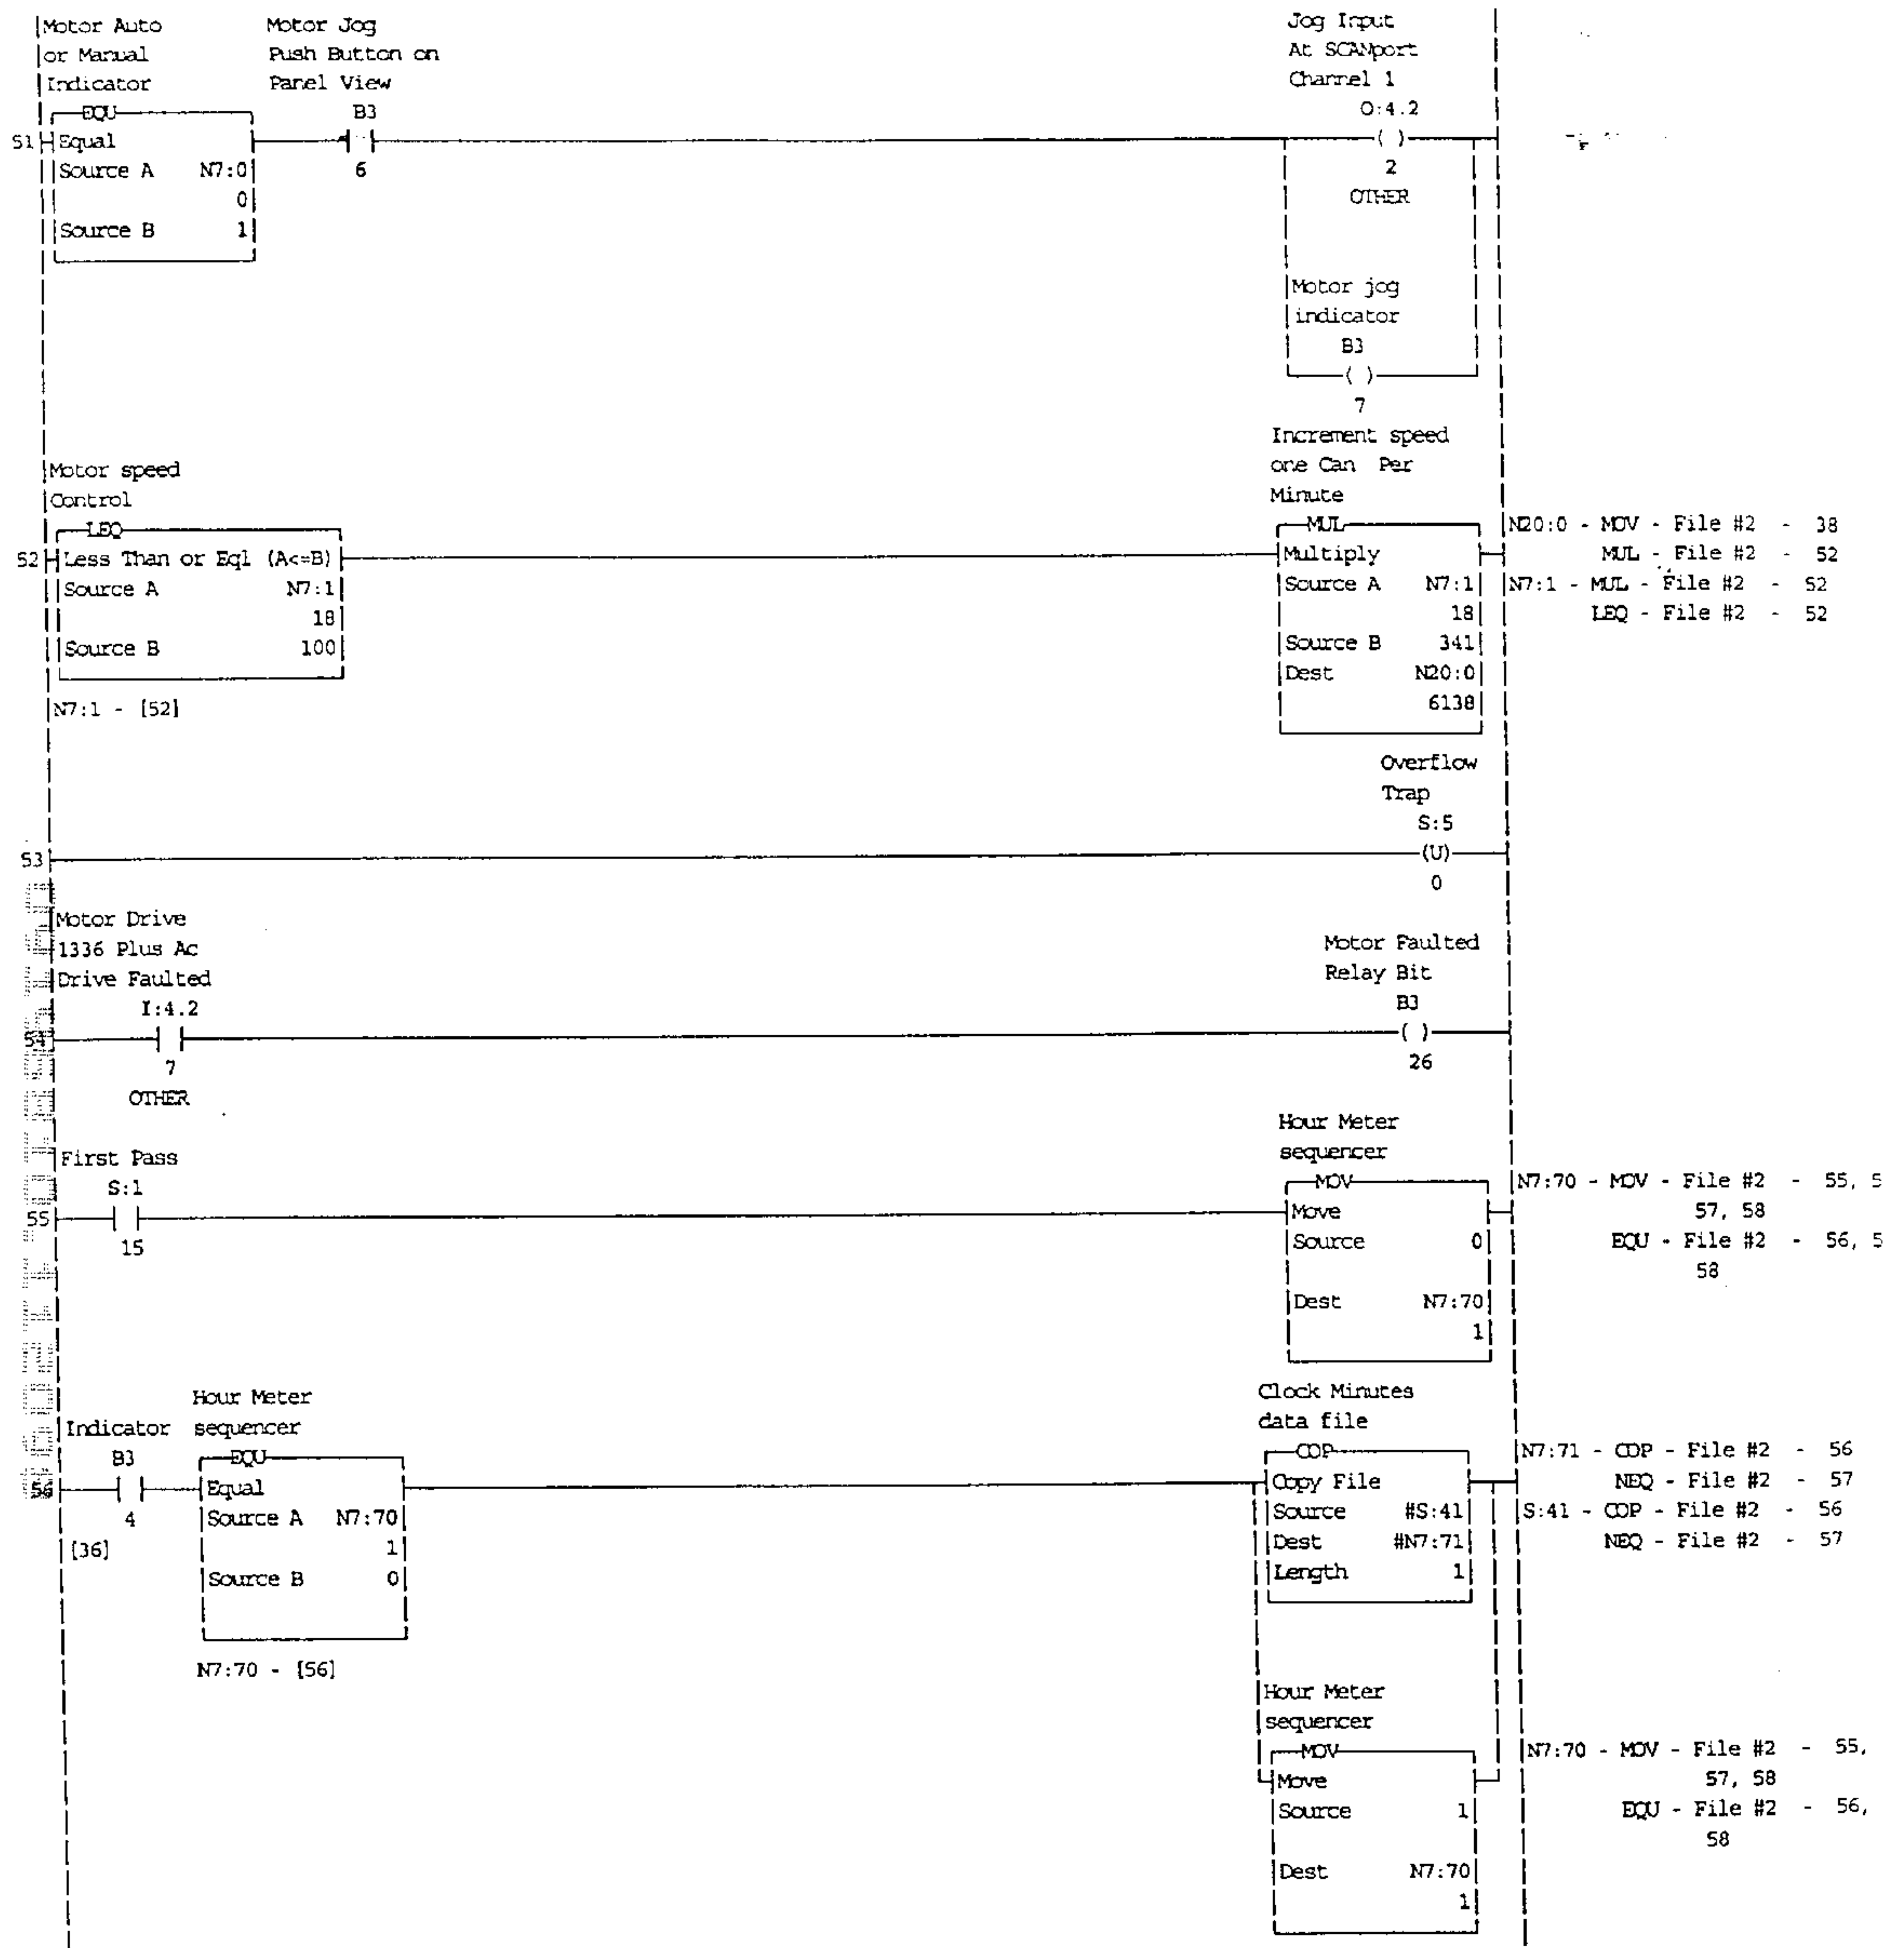 Motor Auto
or Manual
Indicator
Motor Jog
Push Button on
Panel View
Jog Input
At SCANport
Channel 1
EQU
B3
O:4.2
51
Equal
( )
Source A N7:0
6
2
0
OTHER
Source B 1
Motor jog
indicator
B3
( )
7
Motor speed
Control
Increment speed
one Can Per
Minute
LEQ
MUL
N20:0 - MOV - File #2 - 38
52
Less Than or Eql (A<=B)
Multiply
MUL - File #2 - 52
Source A N7:1
Source A N7:1
N7:1 - MUL - File #2 - 52
18
18
LEQ - File #2 - 52
Source B 100
Source B 341
Dest N20:0
6138
N7:1 - [52]
Overflow
Trap
S:5
53
(U)
0
Motor Drive
1336 Plus Ac
Drive Faulted
Motor Faulted
Relay Bit
I:4.2
B3
54
( )
7
26
OTHER
First Pass
Hour Meter
sequencer
S:1
MOV
N7:70 - MOV - File #2 - 55, 5
55
Move
57, 58
15
Source 0
EQU - File #2 - 56, 5
58
Dest N7:70
1
Indicator
Hour Meter
sequencer
Clock Minutes
data file
B3
EQU
COP
N7:71 - COP - File #2 - 56
56
Equal
Copy File
NEQ - File #2 - 57
4
Source A N7:70
Source #S:41
S:41 - COP - File #2 - 56
[36]
1
Dest #N7:71
NEQ - File #2 - 57
Source B 0
Length 1
N7:70 - [56]
Hour Meter
sequencer
MOV
N7:70 - MOV - File #2 - 55,
Move
57, 58
Source 1
EQU - File #2 - 56,
58
Dest N7:70
1